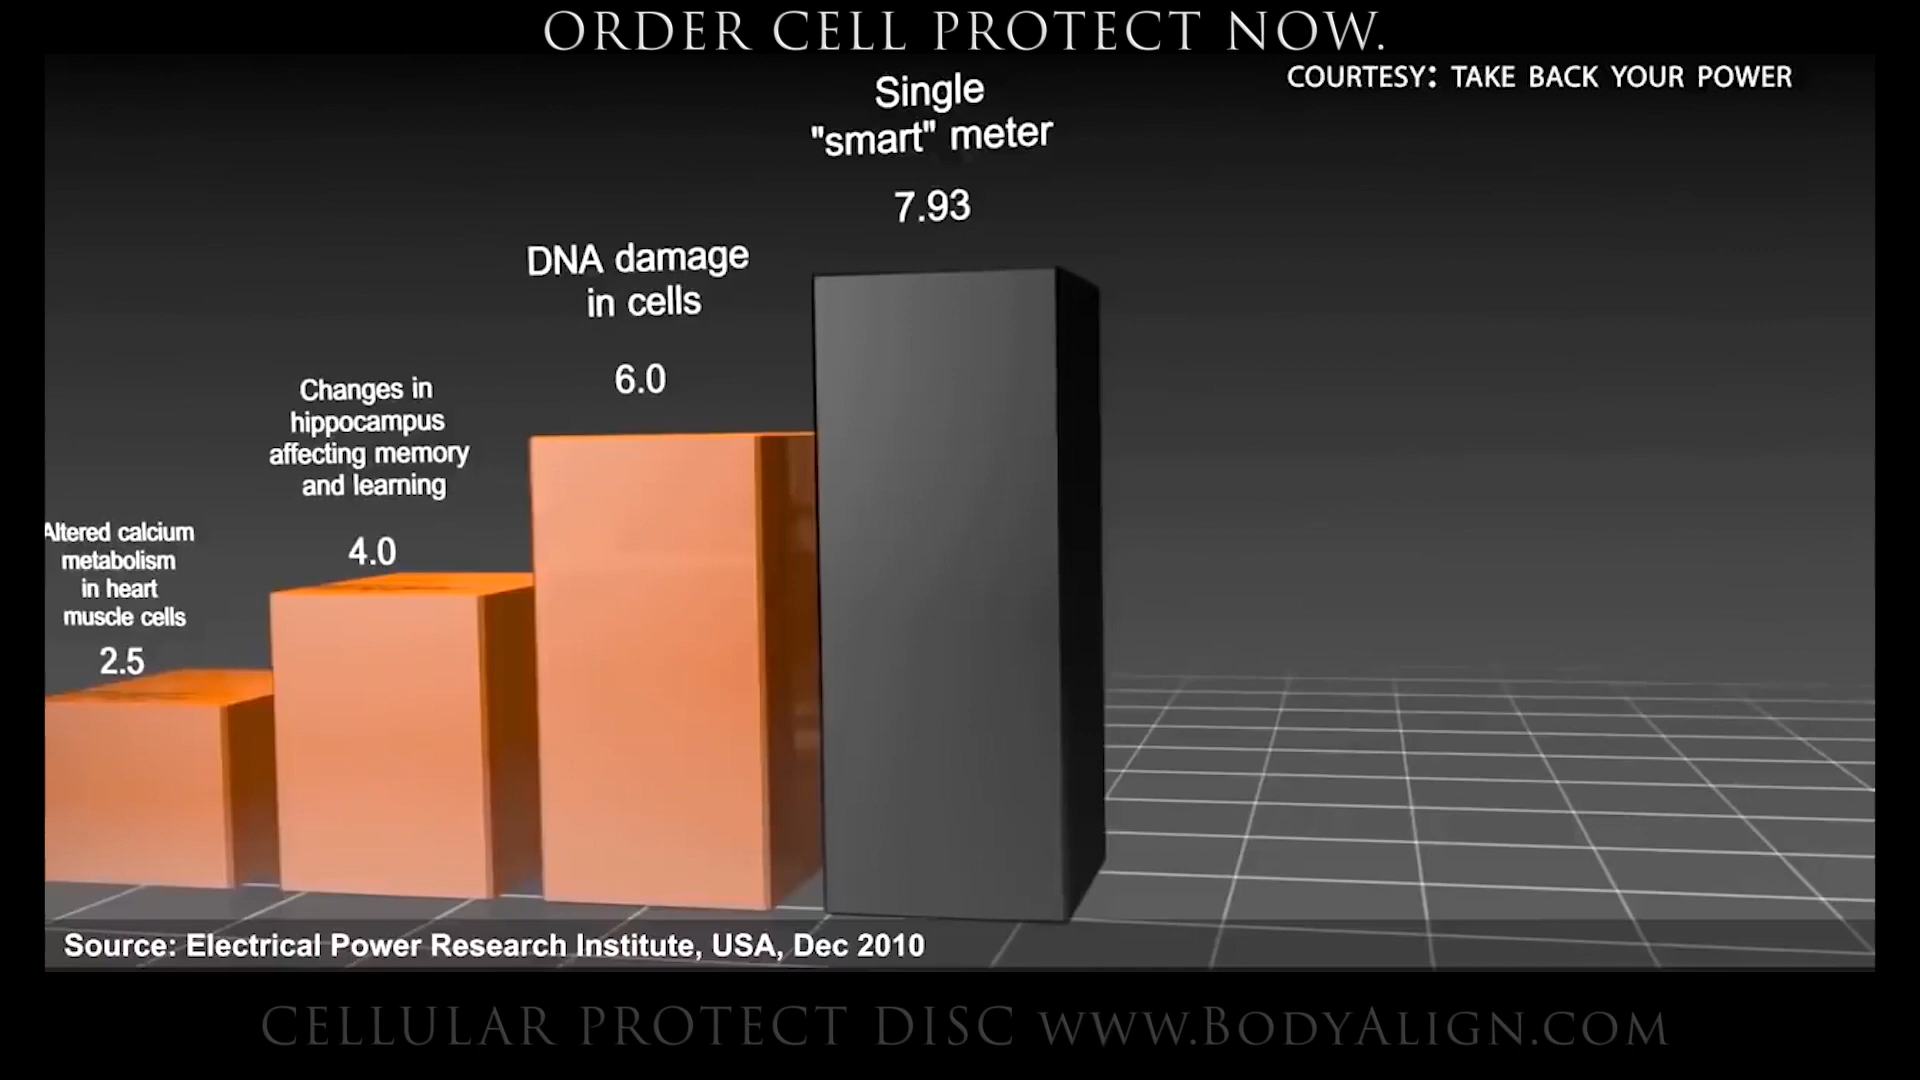 ORDER CELL PROTECT NOW.
COURTESY: TAKE BACK YOUR POWER
Single
"smart" meter
7.93
DNA damage
in cells
6.0
Changes in
hippocampus
affecting memory
and learning
4.0
Altered calcium
metabolism
in heart
muscle cells
2.5
Source: Electrical Power Research Institute, USA, Dec 2010
CELLULAR PROTECT DISC WWW.BODYALIGN.COM